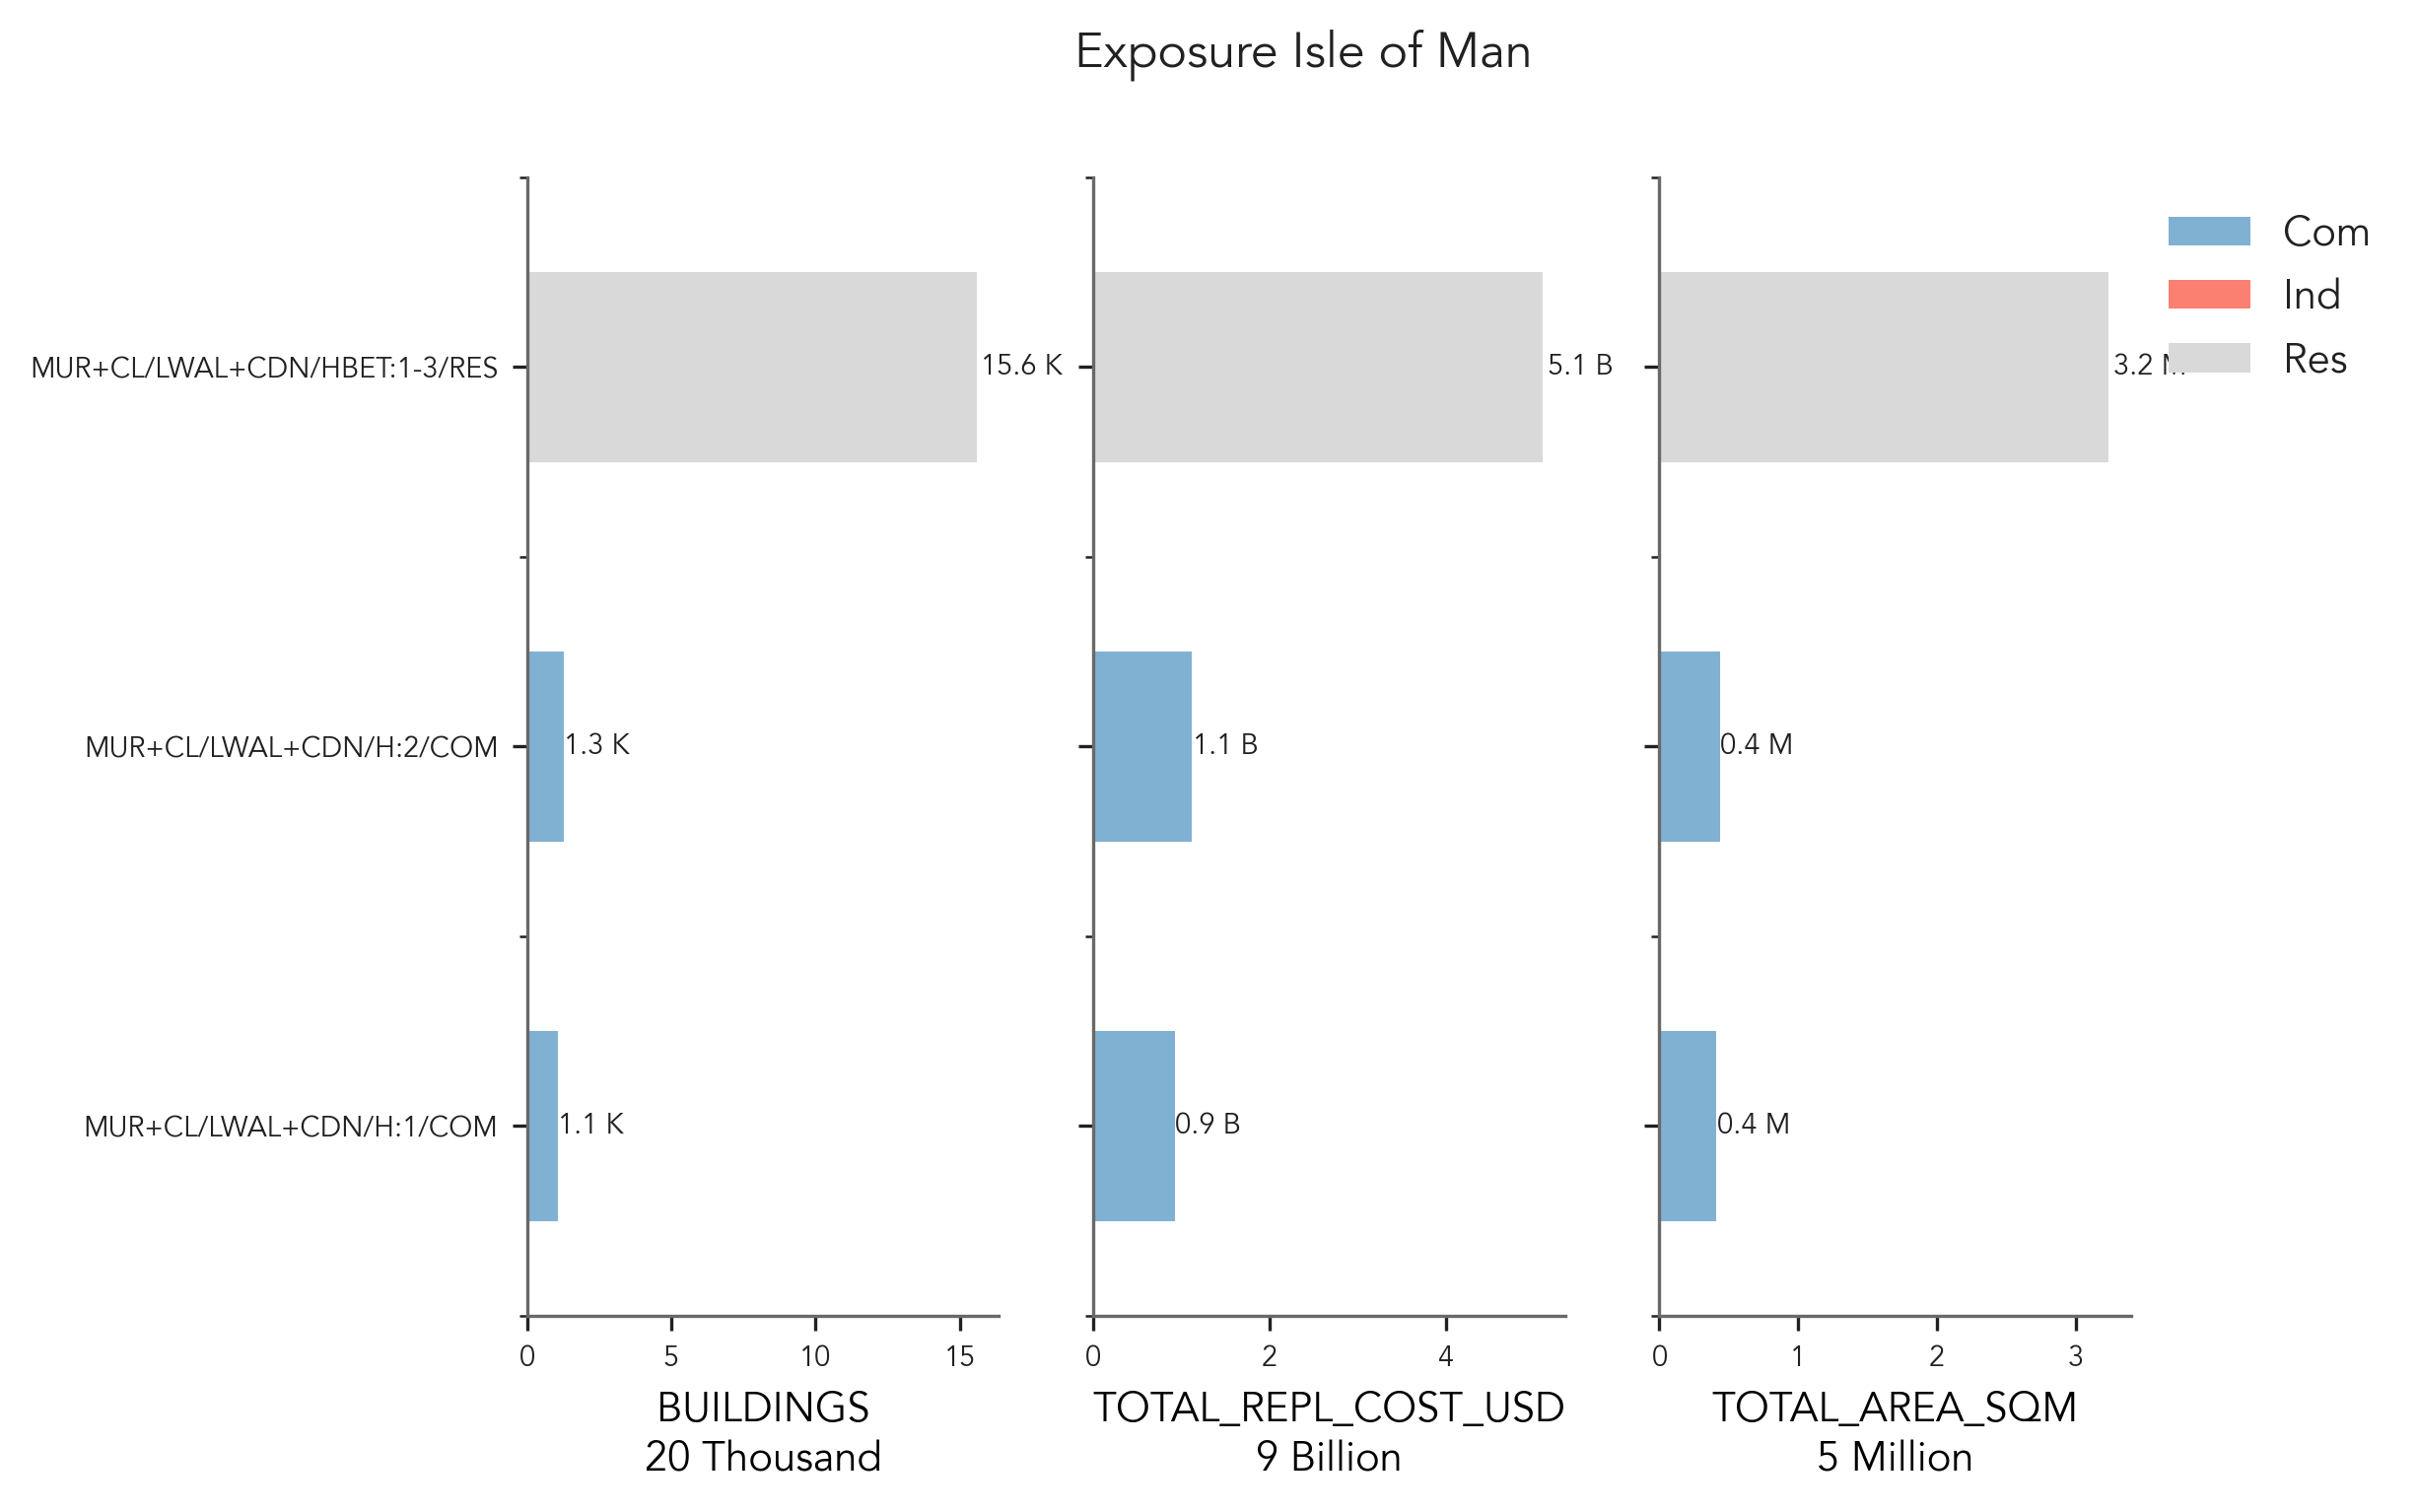 Exposure Isle of Man
Com
Ind
Res
MUR+CL/LWAL+CDN/HBET:1-3/RES
MUR+CL/LWAL+CDN/H:2/COM
MUR+CL/LWAL+CDN/H:1/COM
15.6 K
1.3 K
1.1 K
0 5 10 15
BUILDINGS
20 Thousand
5.1 B
1.1 B
0.9 B
0 2 4
TOTAL_REPL_COST_USD
9 Billion
3.2 M
0.4 M
0.4 M
0 1 2 3
TOTAL_AREA_SQM
5 Million